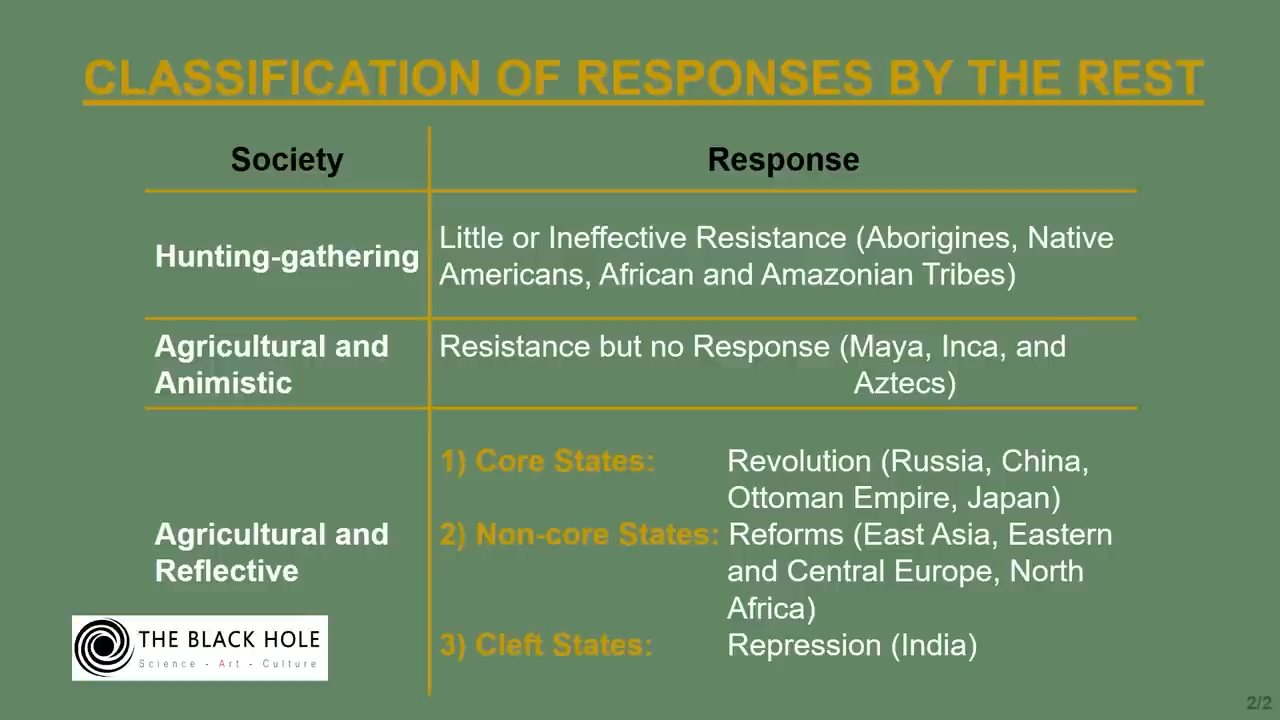 CLASSIFICATION OF RESPONSES BY THE REST
Society
Response
Hunting-gathering
Little or Ineffective Resistance (Aborigines, Native
Americans, African and Amazonian Tribes)
Agricultural and
Animistic
Resistance but no Response (Maya, Inca, and
Aztecs)
Agricultural and
Reflective
1) Core States: Revolution (Russia, China,
Ottoman Empire, Japan)
2) Non-core States: Reforms (East Asia, Eastern
and Central Europe, North
Africa)
3) Cleft States: Repression (India)
THE BLACK HOLE
Science - Art - Culture
2/2